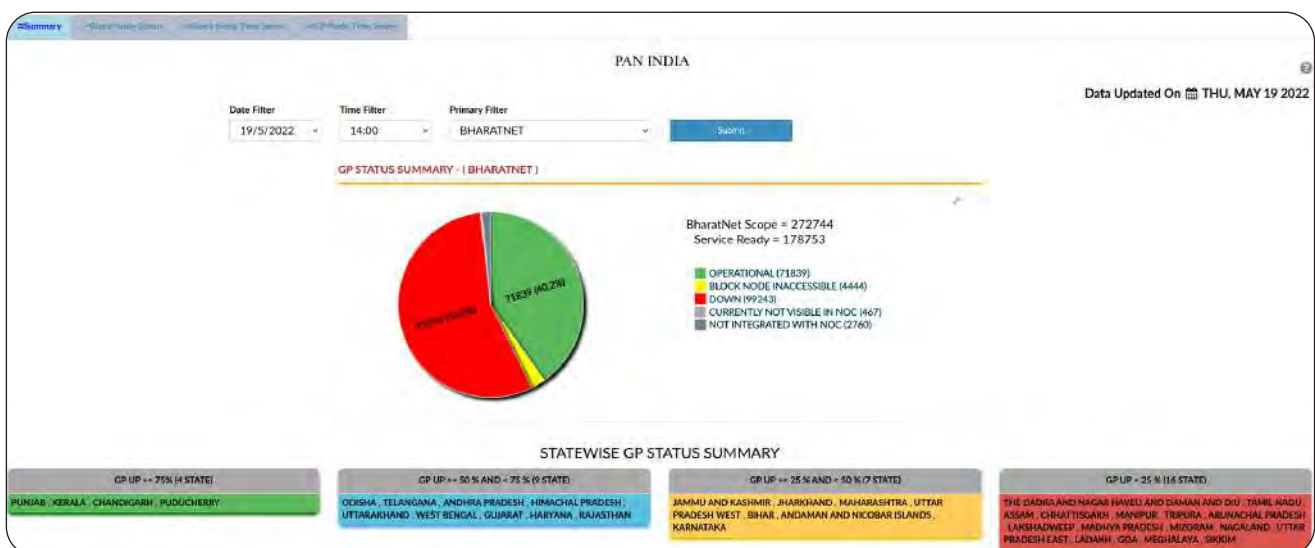 Summary
PAN INDIA
Data Updated On THU, MAY 19 2022
Date Filter Time Filter Primary Filter
19/5/2022 14:00 BHARATNET Submit
GP STATUS SUMMARY - ( BHARATNET )
BharatNet Scope = 272744
Service Ready = 178753
71839 (40.2%)
OPERATIONAL (71839)
BLOCK NODE INACCESSIBLE (4444)
DOWN (99243)
CURRENTLY NOT VISIBLE IN NOC (467)
NOT INTEGRATED WITH NOC (2760)
STATEWISE GP STATUS SUMMARY
GP UP >= 75% (4 STATE)
PUNJAB , KERALA , CHANDIGARH , PUDUCHERRY
GP UP >= 50 % AND < 75 % (9 STATE)
ODISHA , TELANGANA , ANDHRA PRADESH , HIMACHAL PRADESH ,
UTTARAKHAND , WEST BENGAL , GUJARAT , HARYANA , RAJASTHAN
GP UP >= 25 % AND < 50 % (7 STATE)
JAMMU AND KASHMIR , JHARKHAND , MAHARASHTRA , UTTAR
PRADESH WEST , BIHAR , ANDAMAN AND NICOBAR ISLANDS ,
KARNATAKA
GP UP < 25 % (16 STATE)
THE DADRA AND NAGAR HAVELI AND DAMAN AND DIU , TAMIL NADU ,
ASSAM , CHHATTISGARH , MANIPUR , TRIPURA , ARUNACHAL PRADESH
, LAKSHADWEEP , MADHYA PRADESH , MIZORAM , NAGALAND , UTTAR
PRADESH EAST , LADAKH , GOA , MEGHALAYA , SIKKIM